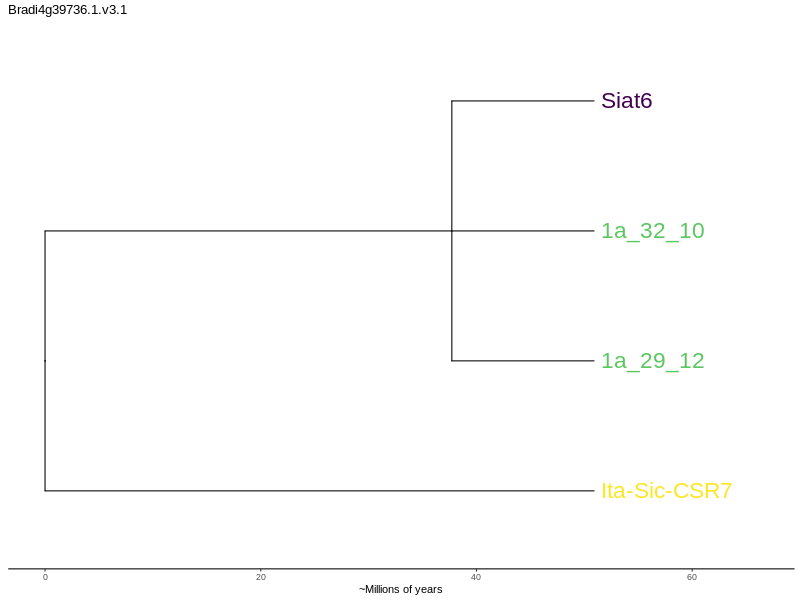 Bradi4g39736.1.v3.1
Siat6
1a_32_10
1a_29_12
Ita-Sic-CSR7
0 20 40 60
~Millions of years